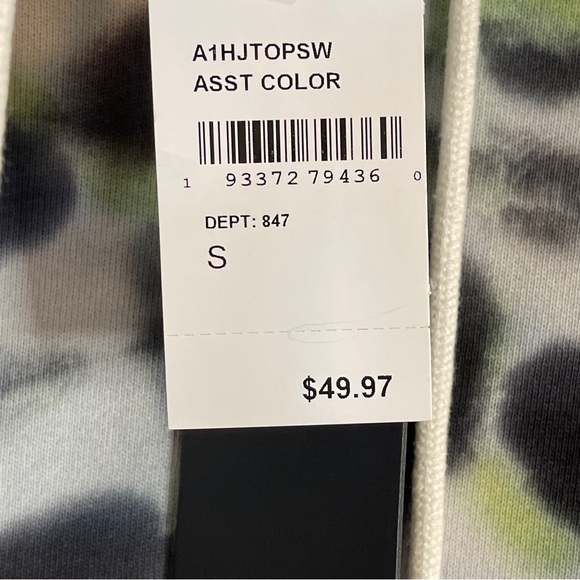 A1HJTOPSW
ASST COLOR
1 93372 79436 0
DEPT: 847
S
$49.97